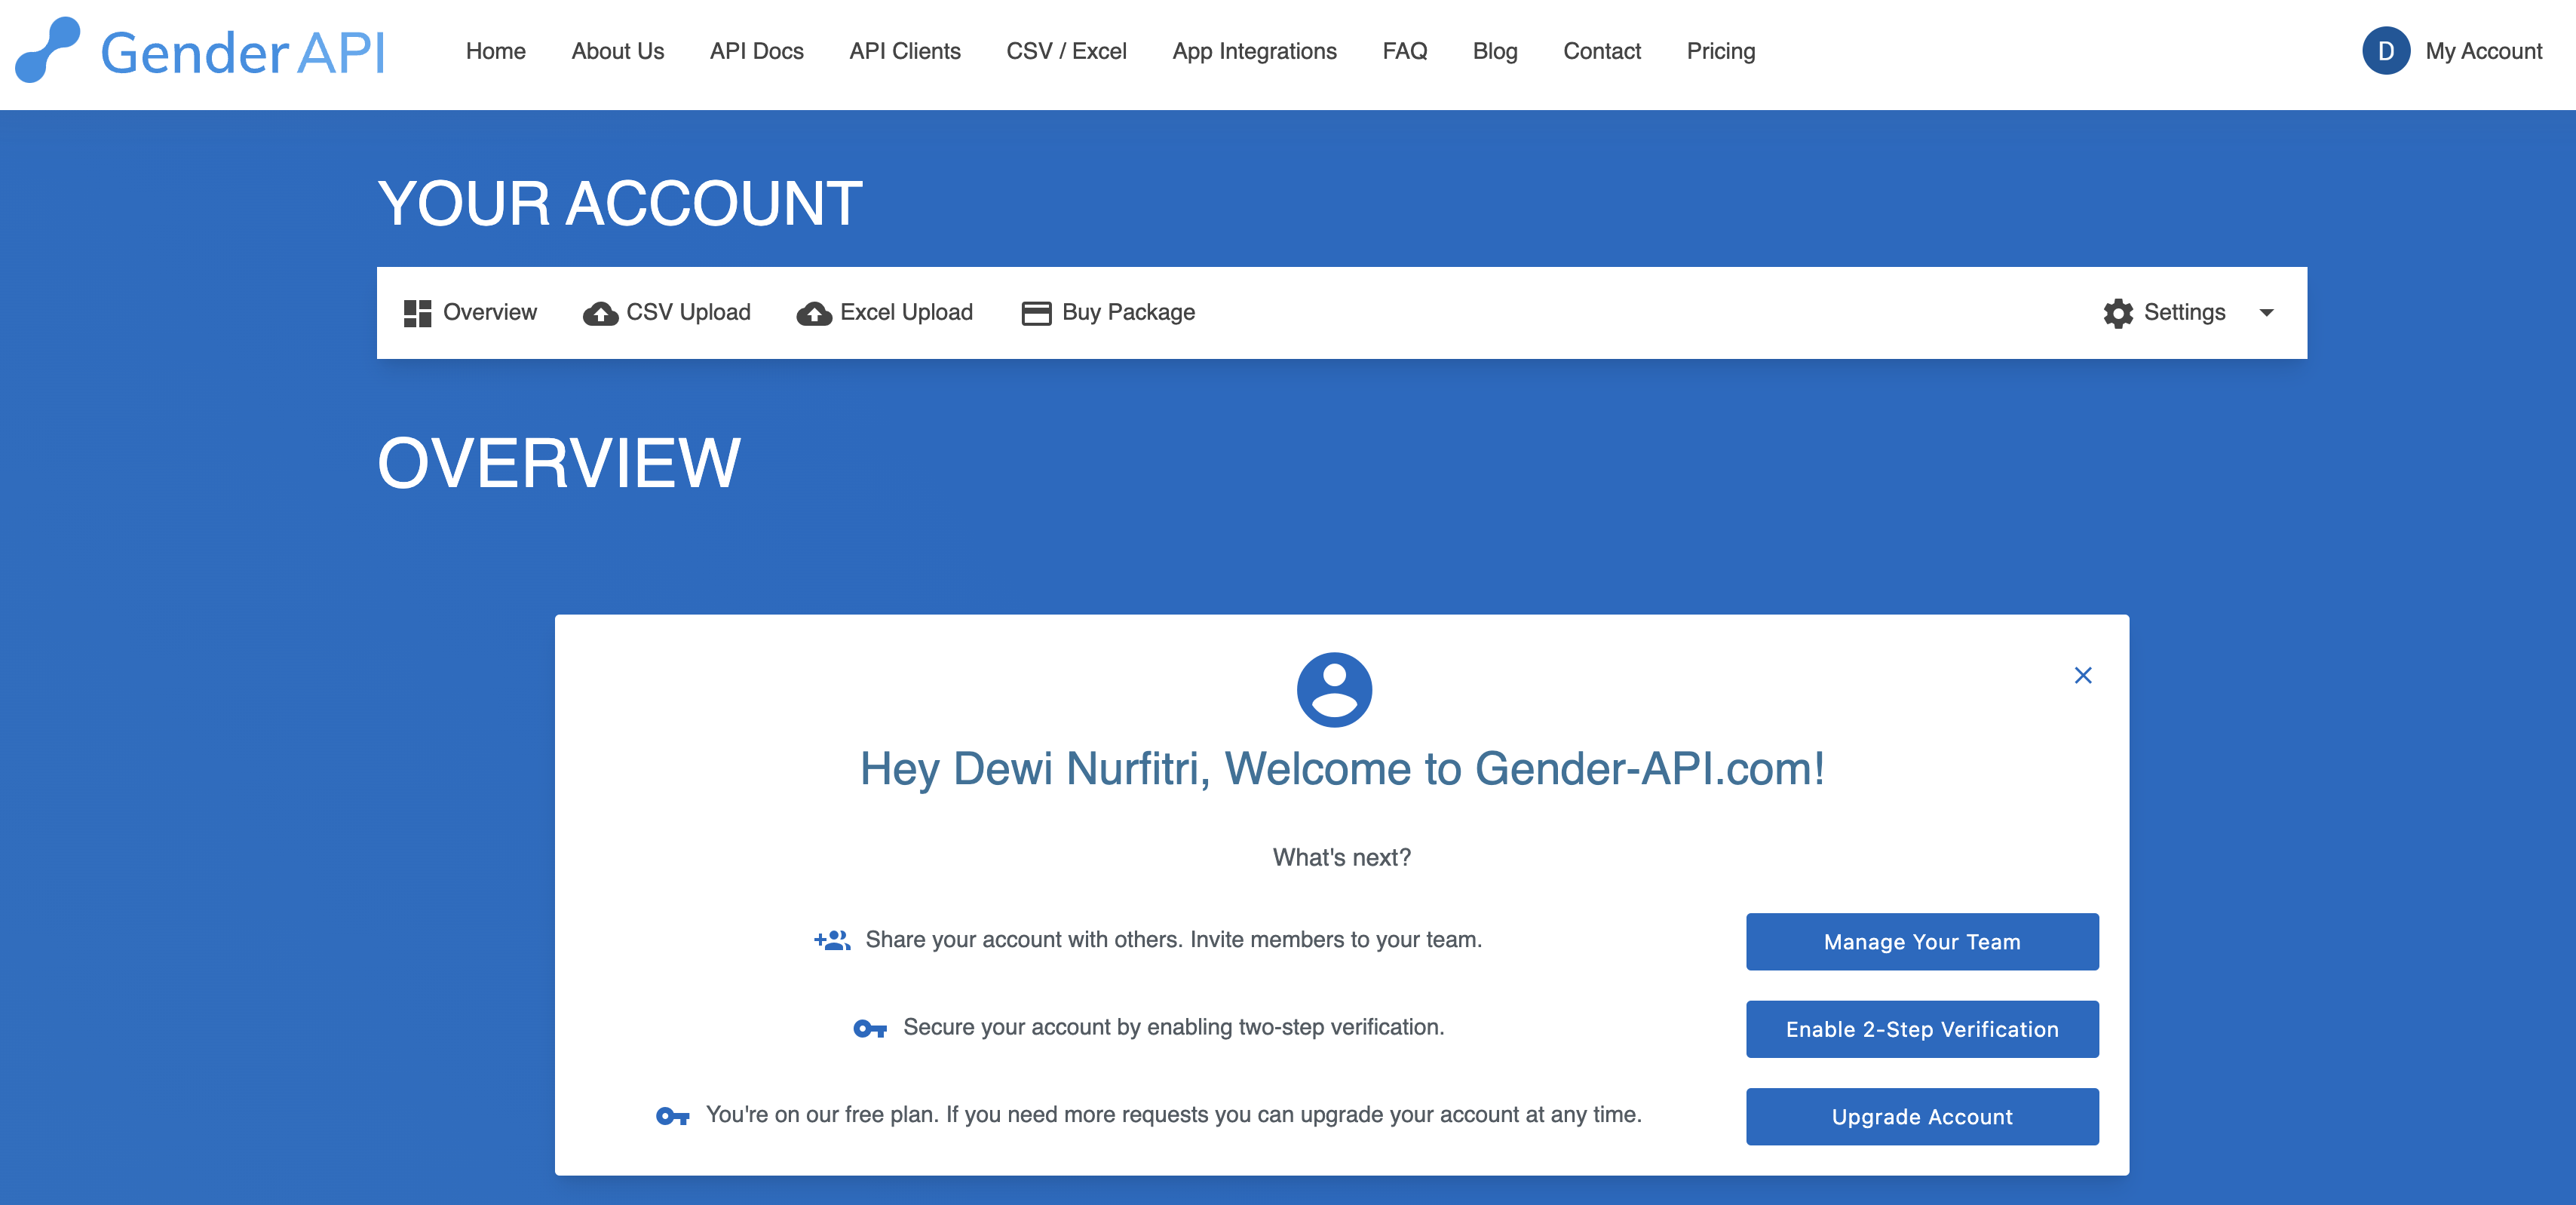 Gender API
Home About Us API Docs API Clients CSV / Excel App Integrations FAQ Blog Contact Pricing D My Account
YOUR ACCOUNT
Overview CSV Upload Excel Upload Buy Package Settings
OVERVIEW
Hey Dewi Nurfitri, Welcome to Gender-API.com!
What's next?
Share your account with others. Invite members to your team. Manage Your Team
Secure your account by enabling two-step verification. Enable 2-Step Verification
You're on our free plan. If you need more requests you can upgrade your account at any time. Upgrade Account